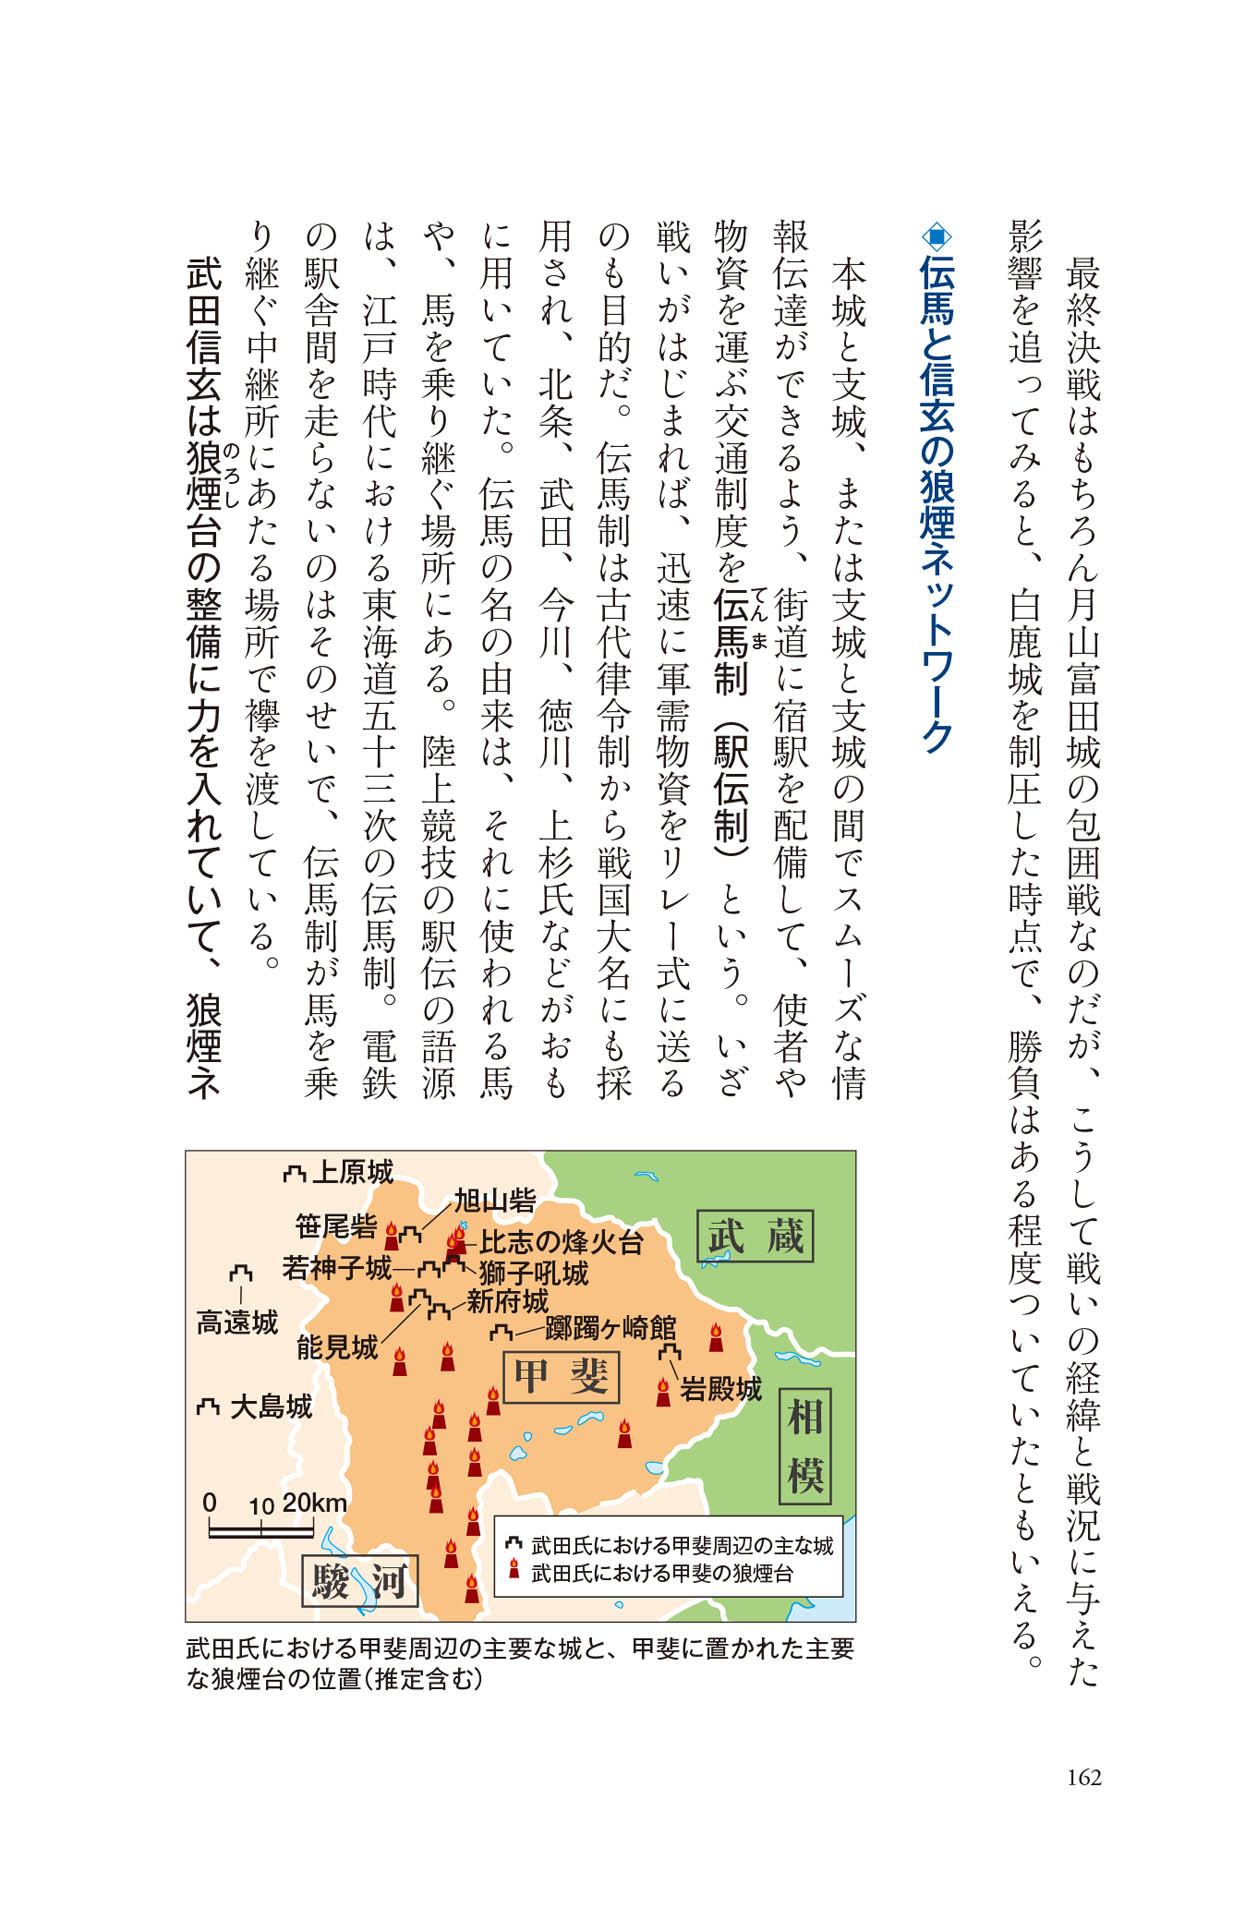 最終決戦はもちろん月山富田城の包囲戦なのだが、こうして戦いの経緯と戦況に与えた
影響を追ってみると、白鹿城を制圧した時点で、勝負はある程度ついていたともいえる。
◈伝馬と信玄の狼煙ネットワーク
本城と支城、または支城と支城の間でスムーズな情
報伝達ができるよう、街道に宿駅を配備して、使者や
物資を運ぶ交通制度を伝馬制（駅伝制）という。いざ
てんま
戦いがはじまれば、迅速に軍需物資をリレー式に送る
のも目的だ。伝馬制は古代律令制から戦国大名にも採
用され、北条、武田、今川、徳川、上杉氏などがおも
に用いていた。伝馬の名の由来は、それに使われる馬
や、馬を乗り継ぐ場所にある。陸上競技の駅伝の語源
は、江戸時代における東海道五十三次の伝馬制。電鉄
の駅舎間を走らないのはそのせいで、伝馬制が馬を乗
り継ぐ中継所にあたる場所で襷を渡している。
武田信玄は狼煙台の整備に力を入れていて、狼煙ネ
のろし
上原城
旭山砦
笹尾砦
比志の烽火台
若神子城
獅子吼城
新府城
高遠城
能見城
躑躅ヶ崎館
岩殿城
大島城
武蔵
甲斐
相模
駿河
0 10 20km
武田氏における甲斐周辺の主な城
武田氏における甲斐の狼煙台
武田氏における甲斐周辺の主要な城と、甲斐に置かれた主要
な狼煙台の位置（推定含む）
162